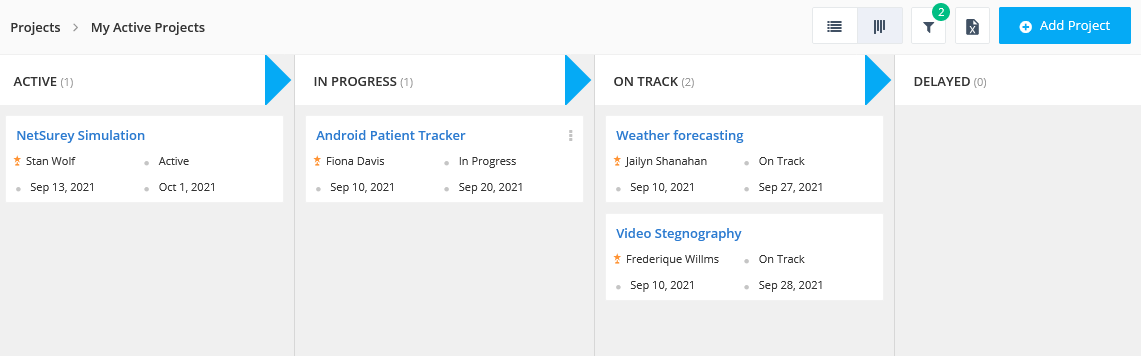 Projects > My Active Projects
2
Add Project
ACTIVE (1)
IN PROGRESS (1)
ON TRACK (2)
DELAYED (0)
NetSurey Simulation
Stan Wolf Active
Sep 13, 2021 Oct 1, 2021
Android Patient Tracker
Fiona Davis In Progress
Sep 10, 2021 Sep 20, 2021
Weather forecasting
Jailyn Shanahan On Track
Sep 10, 2021 Sep 27, 2021
Video Stegnography
Frederique Willms On Track
Sep 10, 2021 Sep 28, 2021